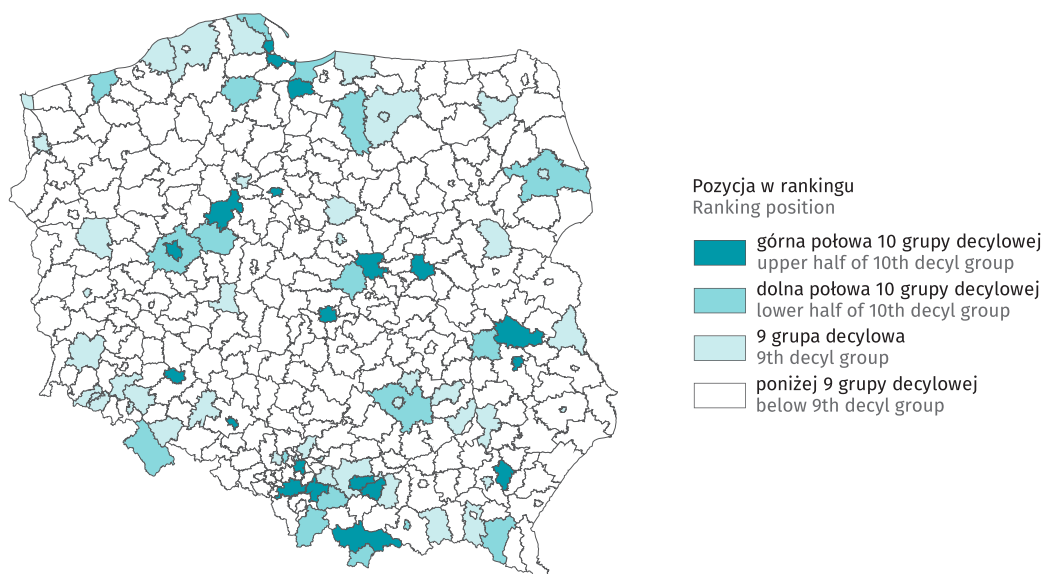 Pozycja w rankingu
Ranking position
górna połowa 10 grupy decylowej
upper half of 10th decyl group
dolna połowa 10 grupy decylowej
lower half of 10th decyl group
9 grupa decylowa
9th decyl group
poniżej 9 grupy decylowej
below 9th decyl group